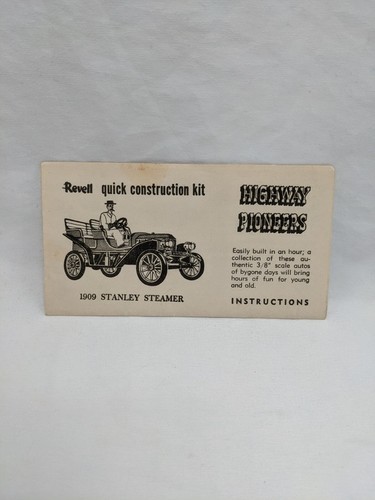 Revell quick construction kit
1909 STANLEY STEAMER
HIGHWAY
PIONEERS
Easily built in an hour; a
collection of these au-
thentic 3/8" scale autos
of bygone days will bring
hours of fun for young
and old.
INSTRUCTIONS